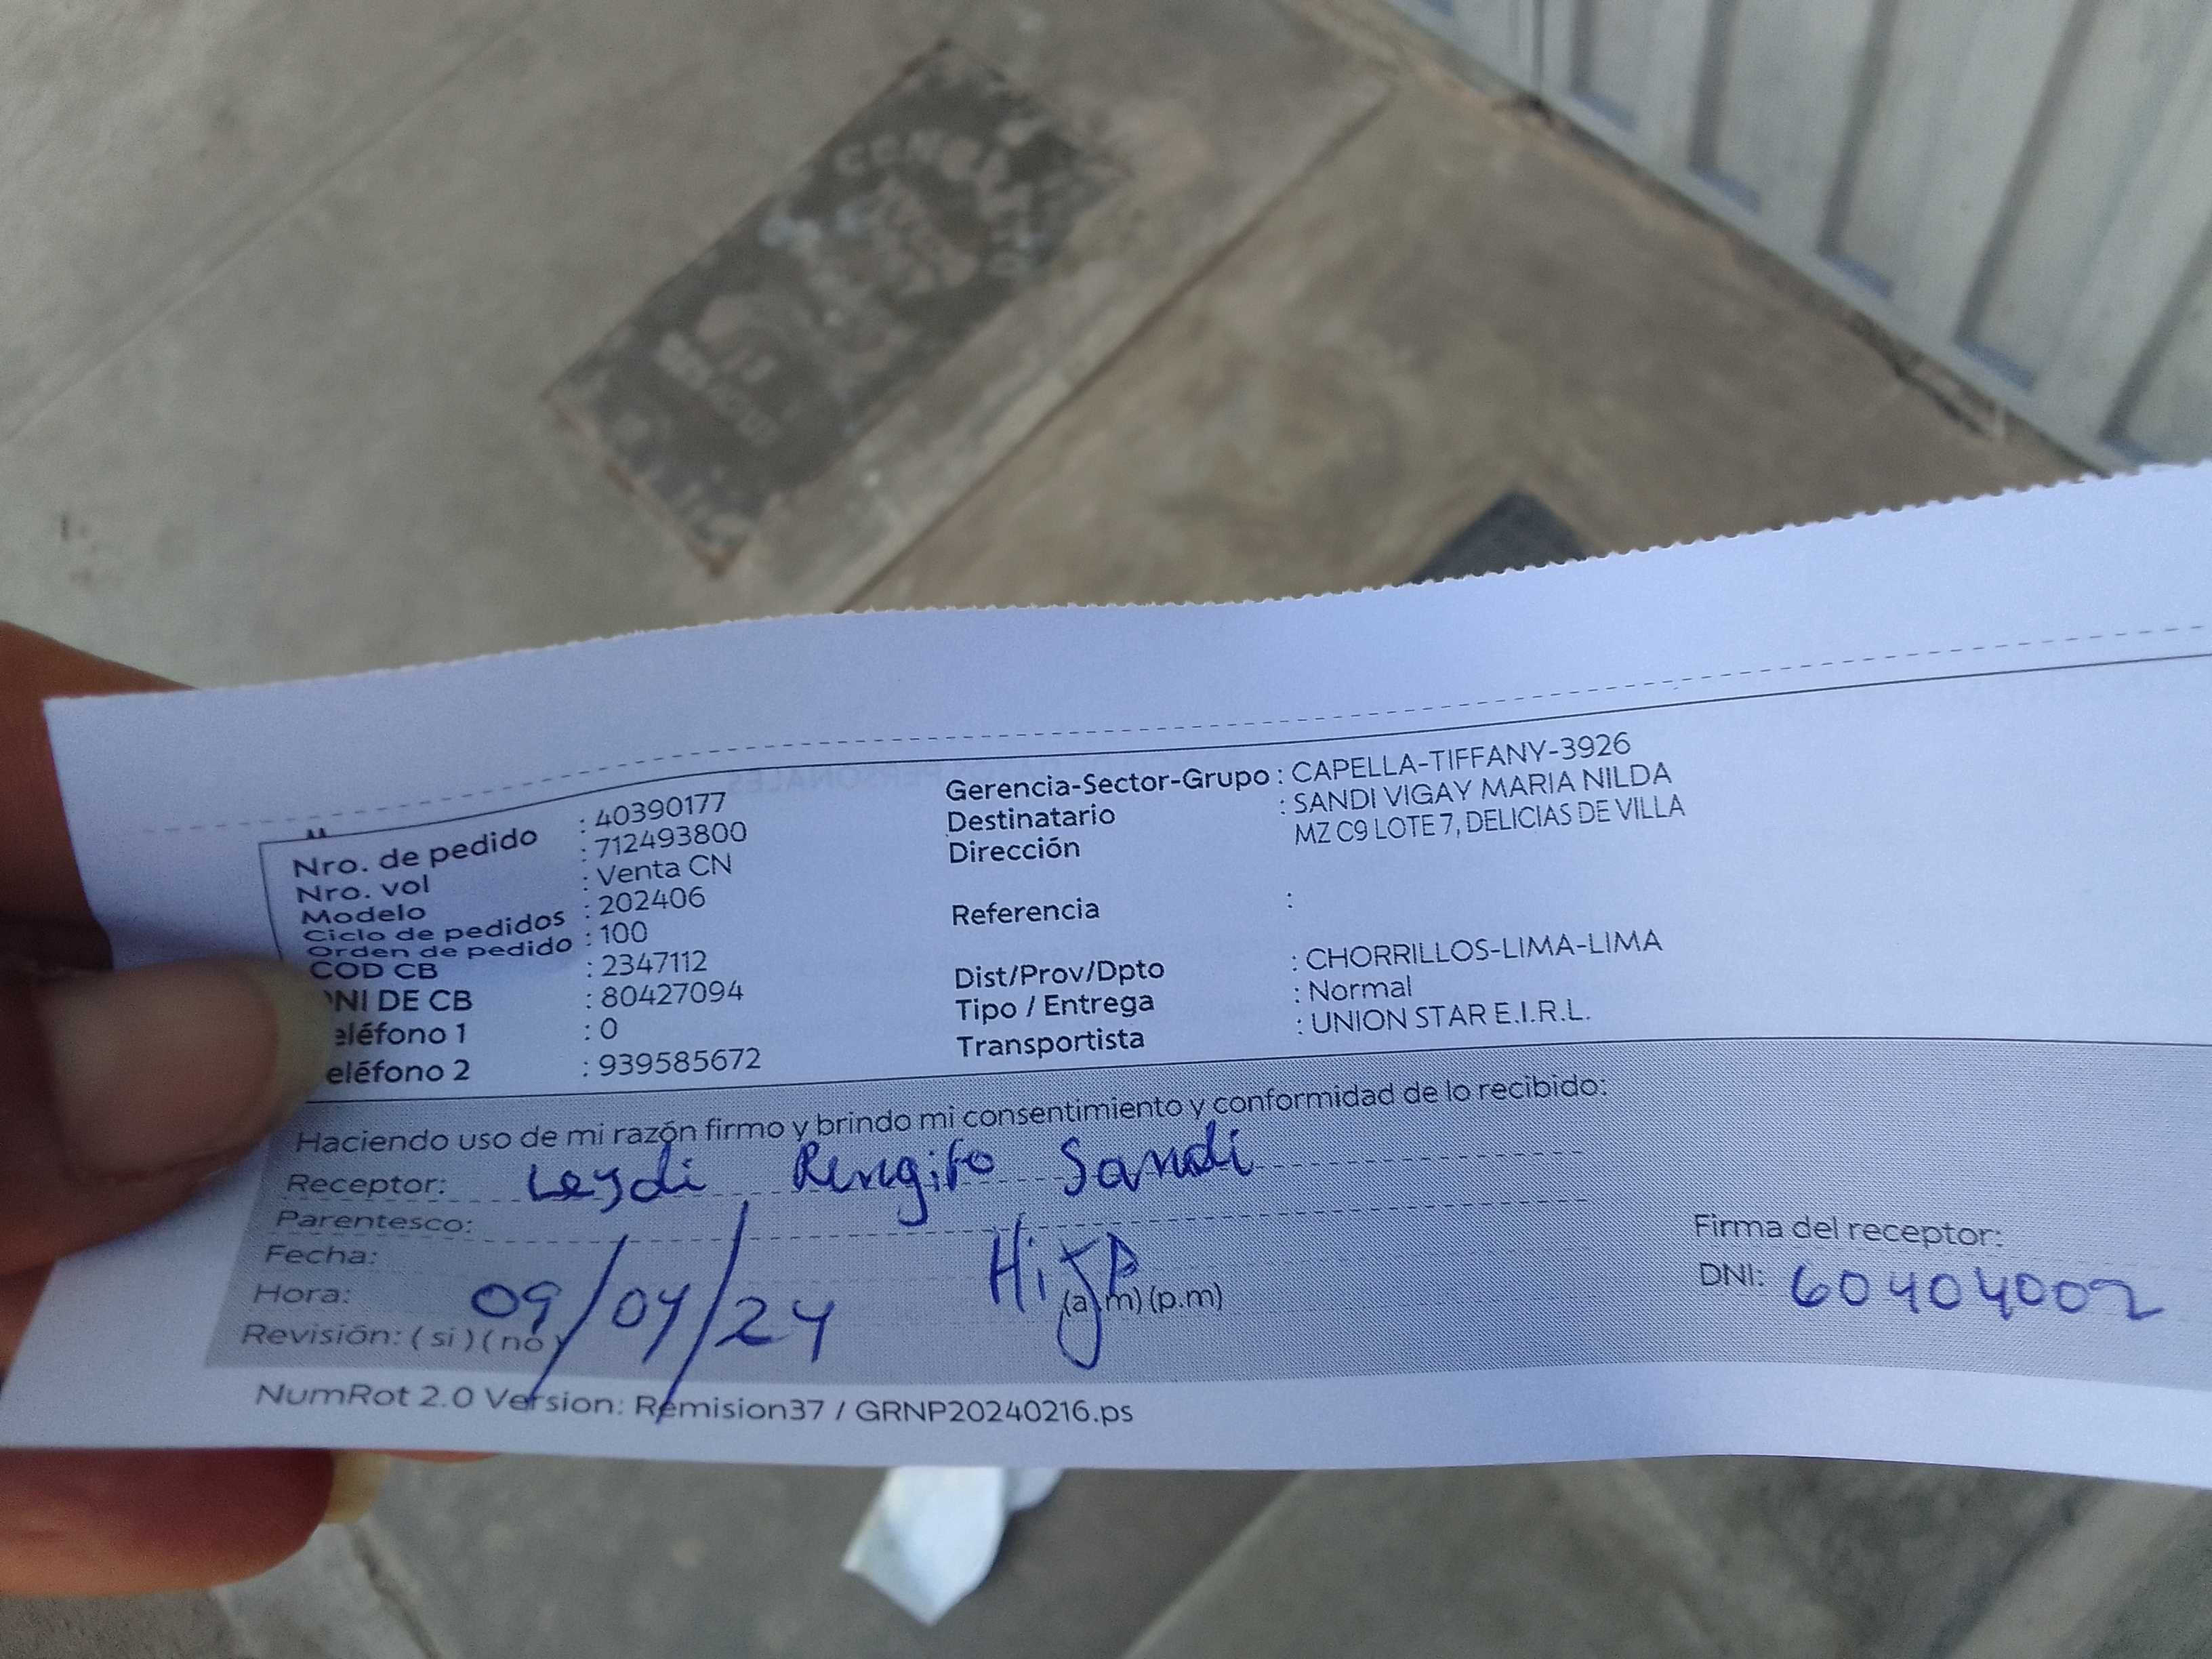 Nro. de pedido : 40390177
Nro. vol : 712493800
Modelo : Venta CN
Ciclo de pedidos : 202406
Orden de pedido : 100
COD CB : 2347112
NI DE CB : 80427094
eléfono 1 : 0
eléfono 2 : 939585672
Gerencia-Sector-Grupo : CAPELLA-TIFFANY-3926
Destinatario : SANDI VIGAY MARIA NILDA
Dirección MZ C9 LOTE 7, DELICIAS DE VILLA
Referencia :
Dist/Prov/Dpto : CHORRILLOS-LIMA-LIMA
Tipo / Entrega : Normal
Transportista : UNION STAR E.I.R.L.
Haciendo uso de mi razón firmo y brindo mi consentimiento y conformidad de lo recibido:
Receptor: Leydi Rengifo Sandi
Parentesco: Hija
Fecha: 09/04/24
Hora: (a.m) (p.m)
Revisión: ( si ) ( no )
Firma del receptor:
DNI: 60404002
NumRot 2.0 Version: Remision37 / GRNP20240216.ps